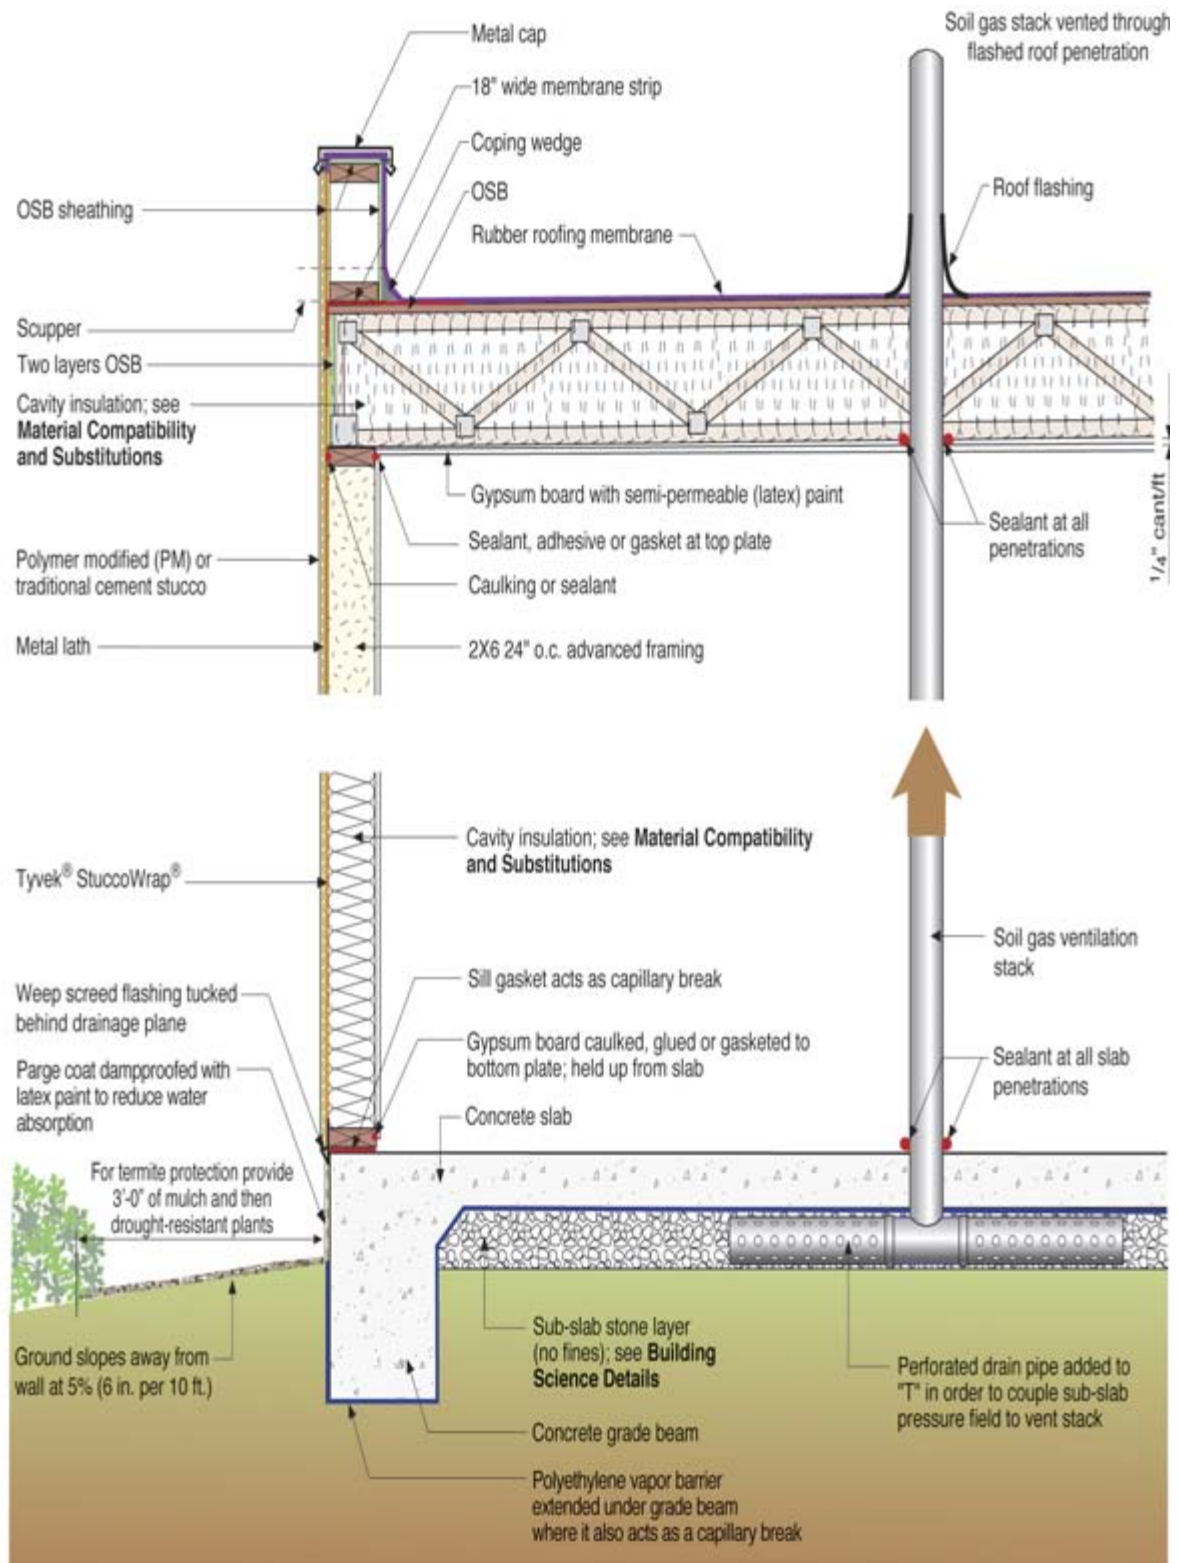 Metal cap
Soil gas stack vented through
flashed roof penetration
18" wide membrane strip
Coping wedge
OSB
Roof flashing
OSB sheathing
Rubber roofing membrane
Scupper
Two layers OSB
Cavity insulation; see
Material Compatibility
and Substitutions
Gypsum board with semi-permeable (latex) paint
Sealant at all
penetrations
1/4" cant/ft
Sealant, adhesive or gasket at top plate
Polymer modified (PM) or
traditional cement stucco
Caulking or sealant
Metal lath
2X6 24" o.c. advanced framing
Cavity insulation; see Material Compatibility
and Substitutions
Tyvek® StuccoWrap®
Soil gas ventilation
stack
Sill gasket acts as capillary break
Weep screed flashing tucked
behind drainage plane
Gypsum board caulked, glued or gasketed to
bottom plate; held up from slab
Sealant at all slab
penetrations
Parge coat dampproofed with
latex paint to reduce water
absorption
Concrete slab
For termite protection provide
3'-0" of mulch and then
drought-resistant plants
Ground slopes away from
wall at 5% (6 in. per 10 ft.)
Sub-slab stone layer
(no fines); see Building
Science Details
Perforated drain pipe added to
"T" in order to couple sub-slab
pressure field to vent stack
Concrete grade beam
Polyethylene vapor barrier
extended under grade beam
where it also acts as a capillary break